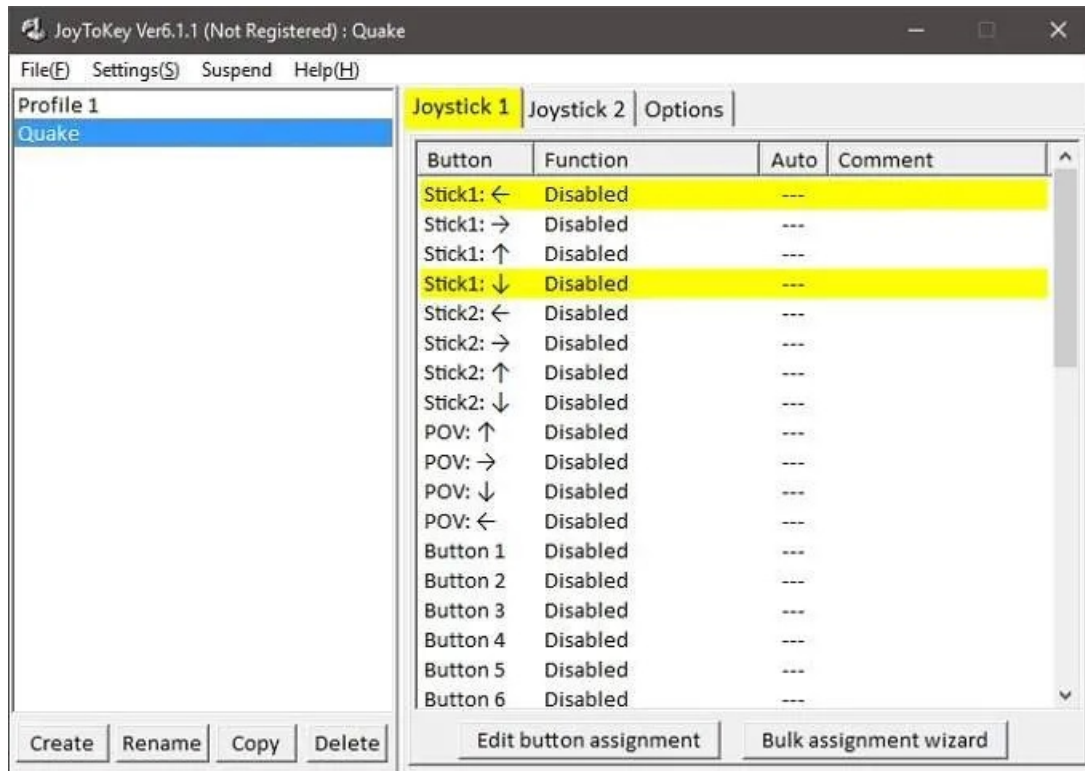 JoyToKey Ver6.1.1 (Not Registered) : Quake
File(F) Settings(S) Suspend Help(H)
Profile 1
Quake
Joystick 1 Joystick 2 Options
Button Function Auto Comment
Stick1: ← Disabled ---
Stick1: → Disabled ---
Stick1: ↑ Disabled ---
Stick1: ↓ Disabled ---
Stick2: ← Disabled ---
Stick2: → Disabled ---
Stick2: ↑ Disabled ---
Stick2: ↓ Disabled ---
POV: ↑ Disabled ---
POV: → Disabled ---
POV: ↓ Disabled ---
POV: ← Disabled ---
Button 1 Disabled ---
Button 2 Disabled ---
Button 3 Disabled ---
Button 4 Disabled ---
Button 5 Disabled ---
Button 6 Disabled ---
Create Rename Copy Delete Edit button assignment Bulk assignment wizard